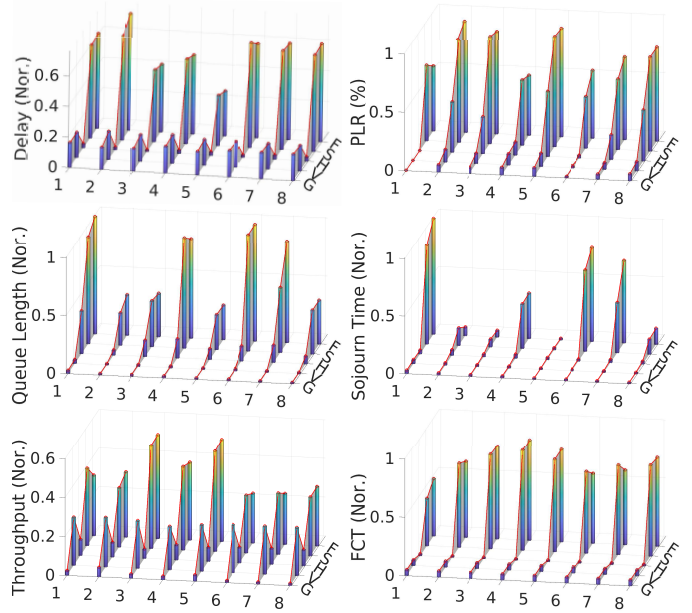 Delay (Nor.)
0.6
0.4
0.2
0
1 2 3 4 5 6 7 8
PLR (%)
1
0.5
0
1 2 3 4 5 6 7 8
Queue Length (Nor.)
1
0.5
0
1 2 3 4 5 6 7 8
Sojourn Time (Nor.)
1
0.5
0
1 2 3 4 5 6 7 8
Throughput (Nor.)
0.6
0.4
0.2
0
1 2 3 4 5 6 7 8
FCT (Nor.)
1
0.5
0
1 2 3 4 5 6 7 8